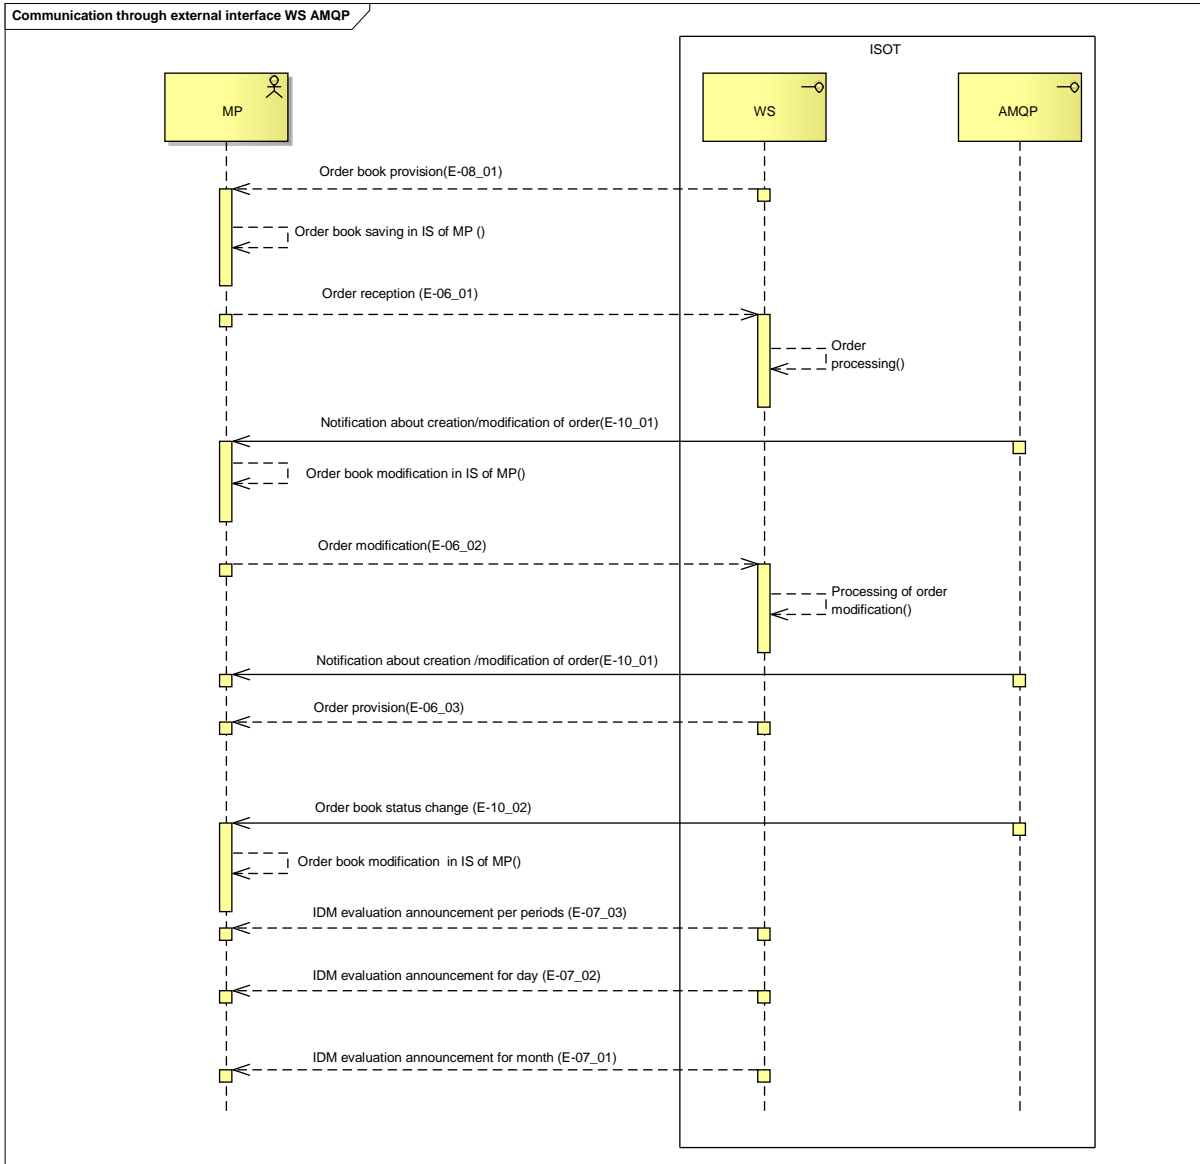 Communication through external interface WS AMQP
ISOT
MP
WS
AMQP
Order book provision(E-08_01)
Order book saving in IS of MP ()
Order reception (E-06_01)
Order
processing()
Notification about creation/modification of order(E-10_01)
Order book modification in IS of MP()
Order modification(E-06_02)
Processing of order
modification()
Notification about creation /modification of order(E-10_01)
Order provision(E-06_03)
Order book status change (E-10_02)
Order book modification  in IS of MP()
IDM evaluation announcement per periods (E-07_03)
IDM evaluation announcement for day (E-07_02)
IDM evaluation announcement for month (E-07_01)